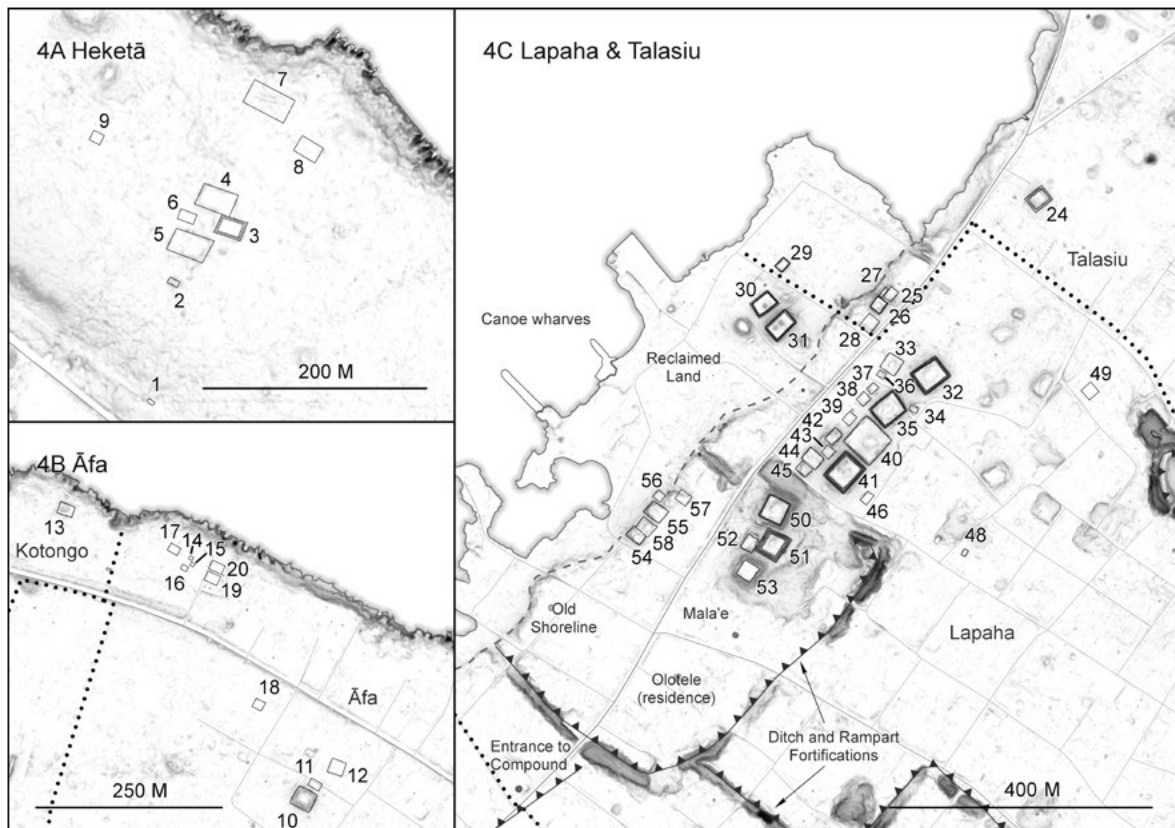 4A Heketā
7
9
8
4
6
3
5
2
1
200 M
4B Āfa
13
17
14
15
Kotongo
16
20
19
18
Āfa
11
12
250 M
10
4C Lapaha & Talasiu
24
Talasiu
29
27
25
30
26
Canoe wharves
31
28
Reclaimed
Land
33
37
36
32
38
49
39
34
42
35
43
40
44
45
41
56
57
46
50
55
52
48
54
58
51
53
Old
Shoreline
Mala'e
Lapaha
Olotele
(residence)
Entrance to
Compound
Ditch and Rampart
Fortifications
400 M